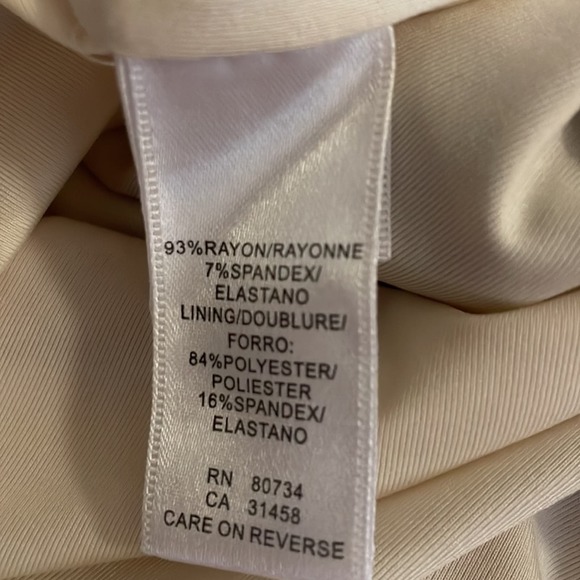 93%RAYON/RAYONNE
7%SPANDEX/
ELASTANO
LINING/DOUBLURE/
FORRO:
84%POLYESTER/
POLIESTER
16%SPANDEX/
ELASTANO
RN 80734
CA 31458
CARE ON REVERSE